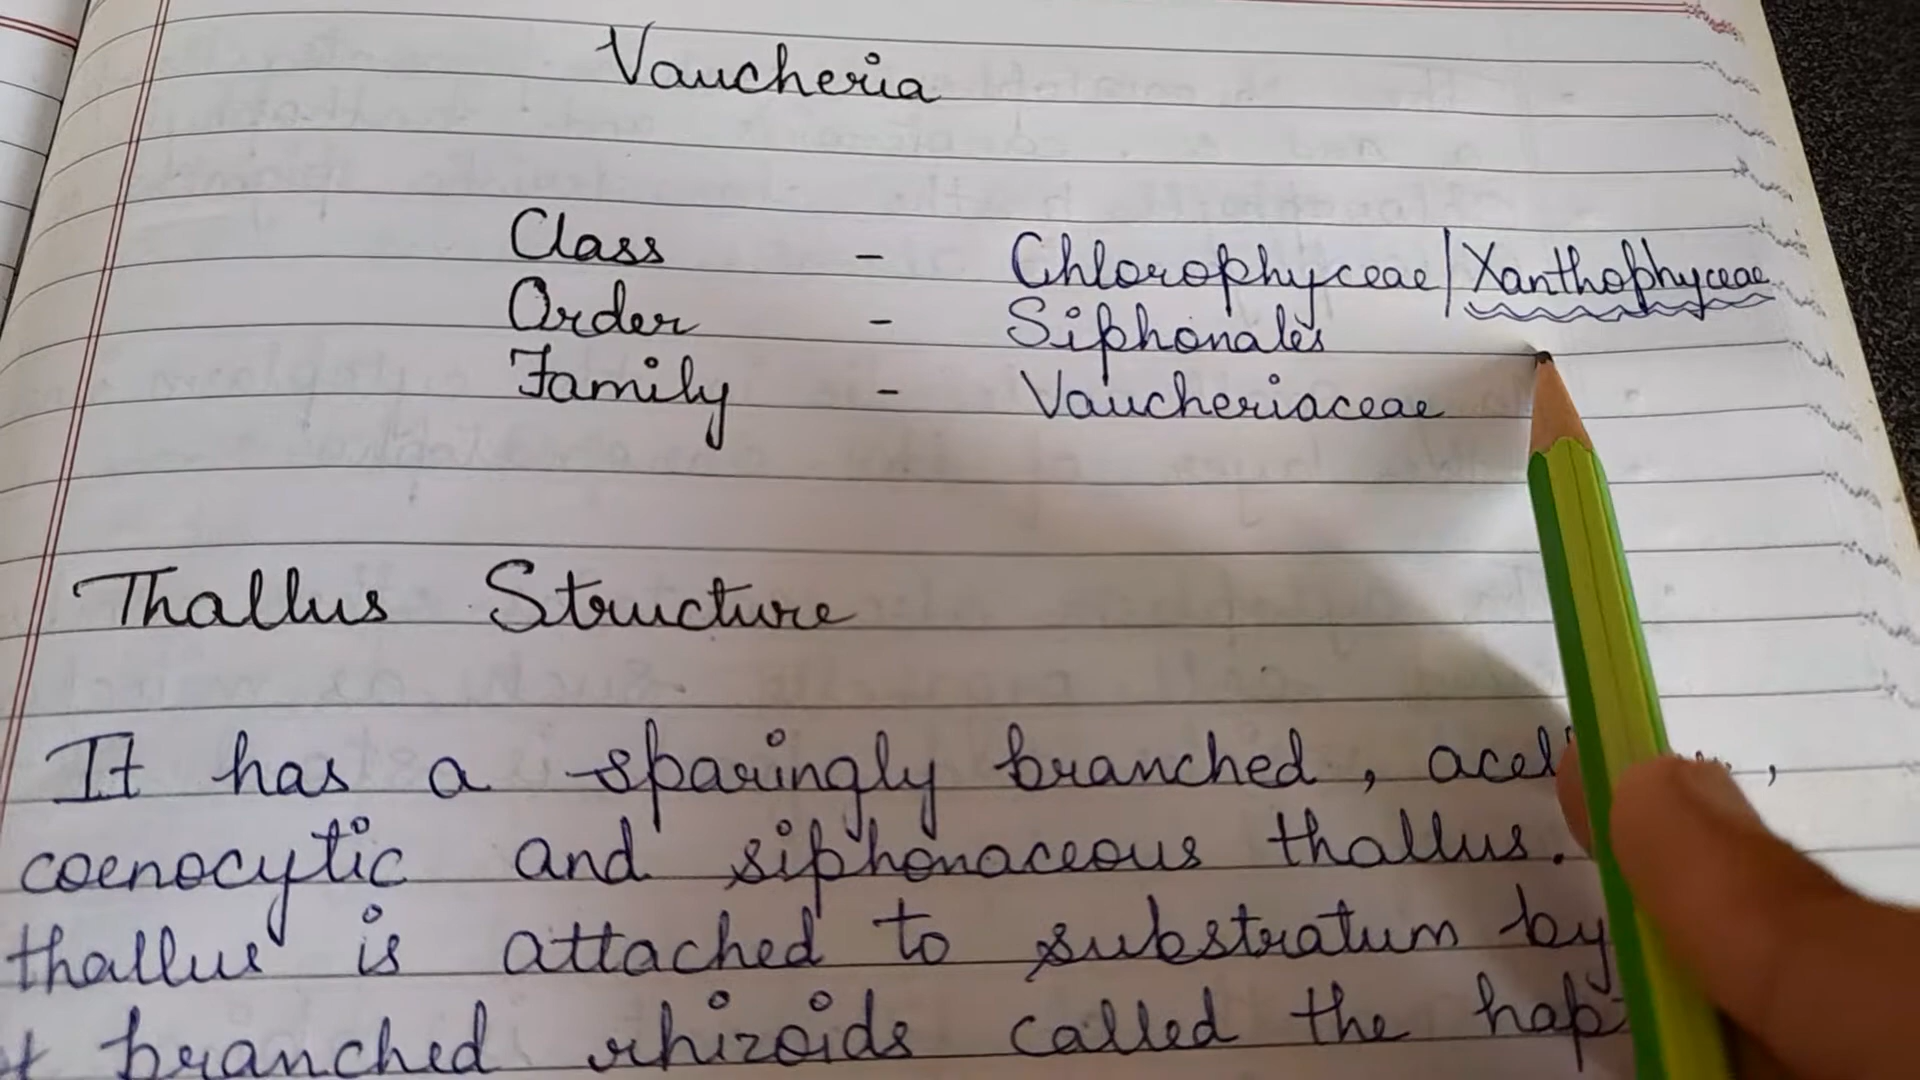 Vaucheria
Class - Chlorophyceae/Xanthophyceae
Order - Siphonales
Family - Vaucheriaceae
Thallus Structure
It has a sparingly branched, ,
coenocytic and siphonaceous thallus.
thallus is attached to substratum by
branched rhizoids called the